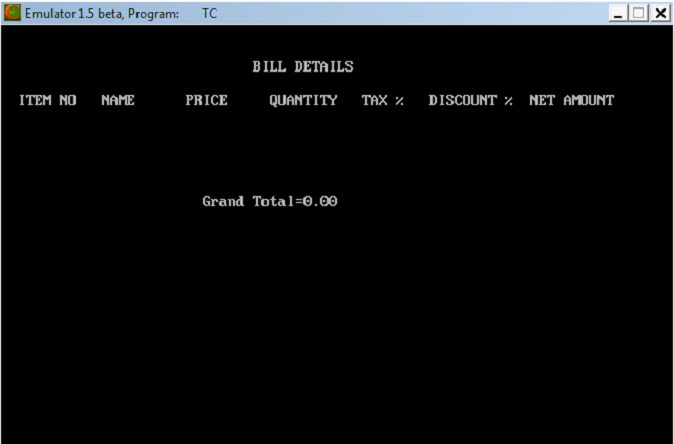 Emulator 1.5 beta, Program: TC
BILL DETAILS
ITEM NO NAME PRICE QUANTITY TAX % DISCOUNT % NET AMOUNT
Grand Total=0.00